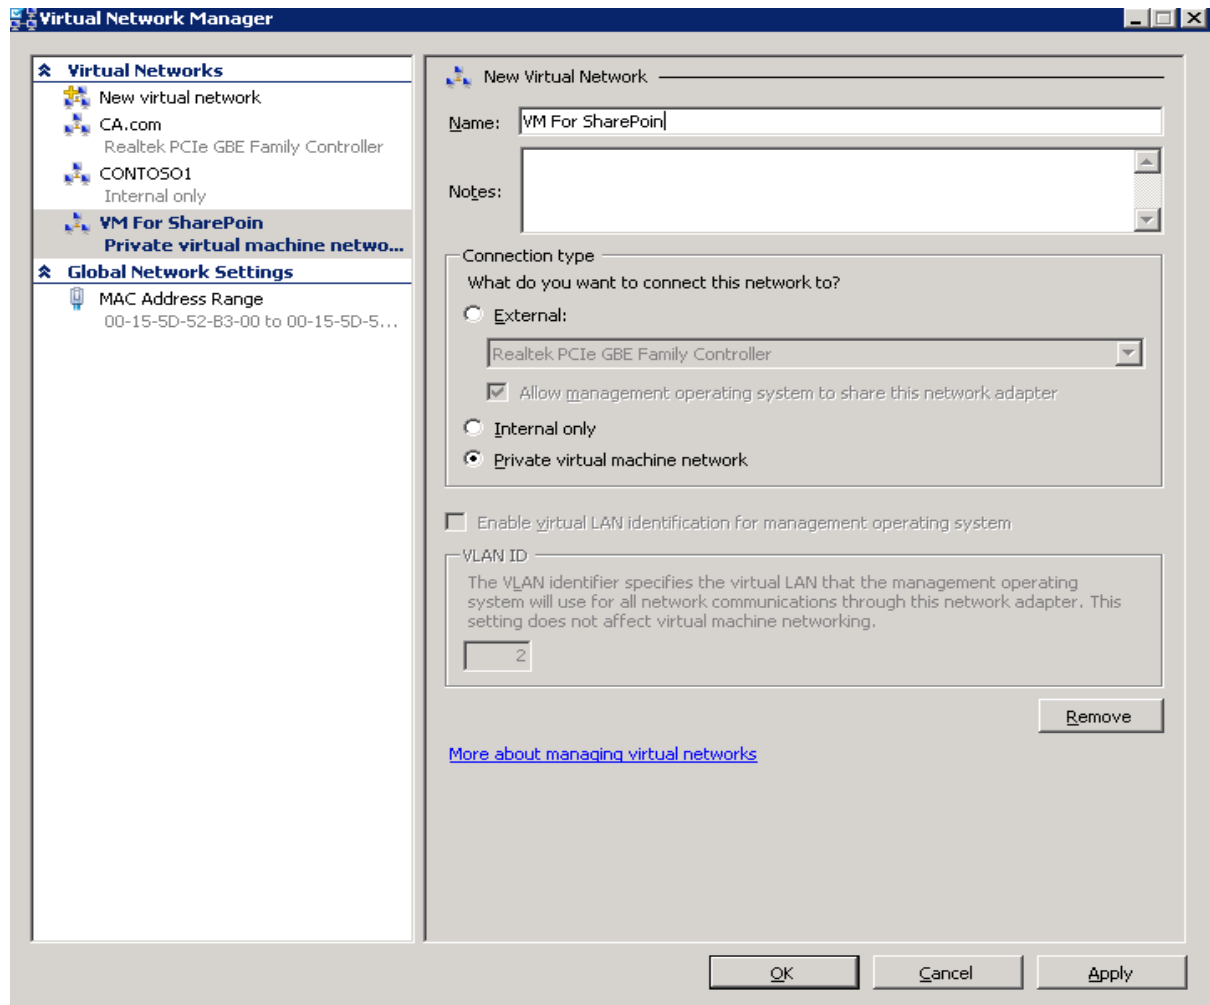 Virtual Network Manager
Virtual Networks
New virtual network
CA.com
Realtek PCIe GBE Family Controller
CONTOSO1
Internal only
VM For SharePoin
Private virtual machine netwo...
Global Network Settings
MAC Address Range
00-15-5D-52-B3-00 to 00-15-5D-5...
New Virtual Network
Name: VM For SharePoin
Notes:
Connection type
What do you want to connect this network to?
External:
Realtek PCIe GBE Family Controller
Allow management operating system to share this network adapter
Internal only
Private virtual machine network
Enable virtual LAN identification for management operating system
VLAN ID
The VLAN identifier specifies the virtual LAN that the management operating
system will use for all network communications through this network adapter. This
setting does not affect virtual machine networking.
2
Remove
More about managing virtual networks
OK Cancel Apply